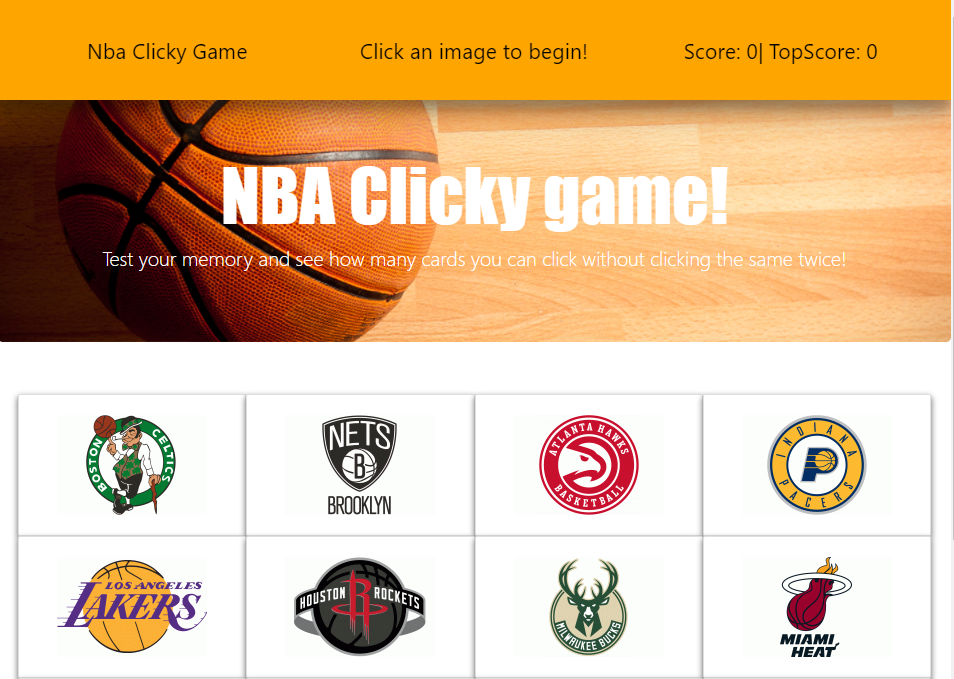 Nba Clicky Game
Click an image to begin!
Score: 0| TopScore: 0
NBA Clicky game!
Test your memory and see how many cards you can click without clicking the same twice!
BOSTON CELTICS
NETS
B
BROOKLYN
ATLANTA HAWKS
BASKETBALL
INDIANA
P
PACERS
LOS ANGELES
LAKERS
HOUSTON R ROCKETS
MILWAUKEE BUCKS
MIAMI
HEAT